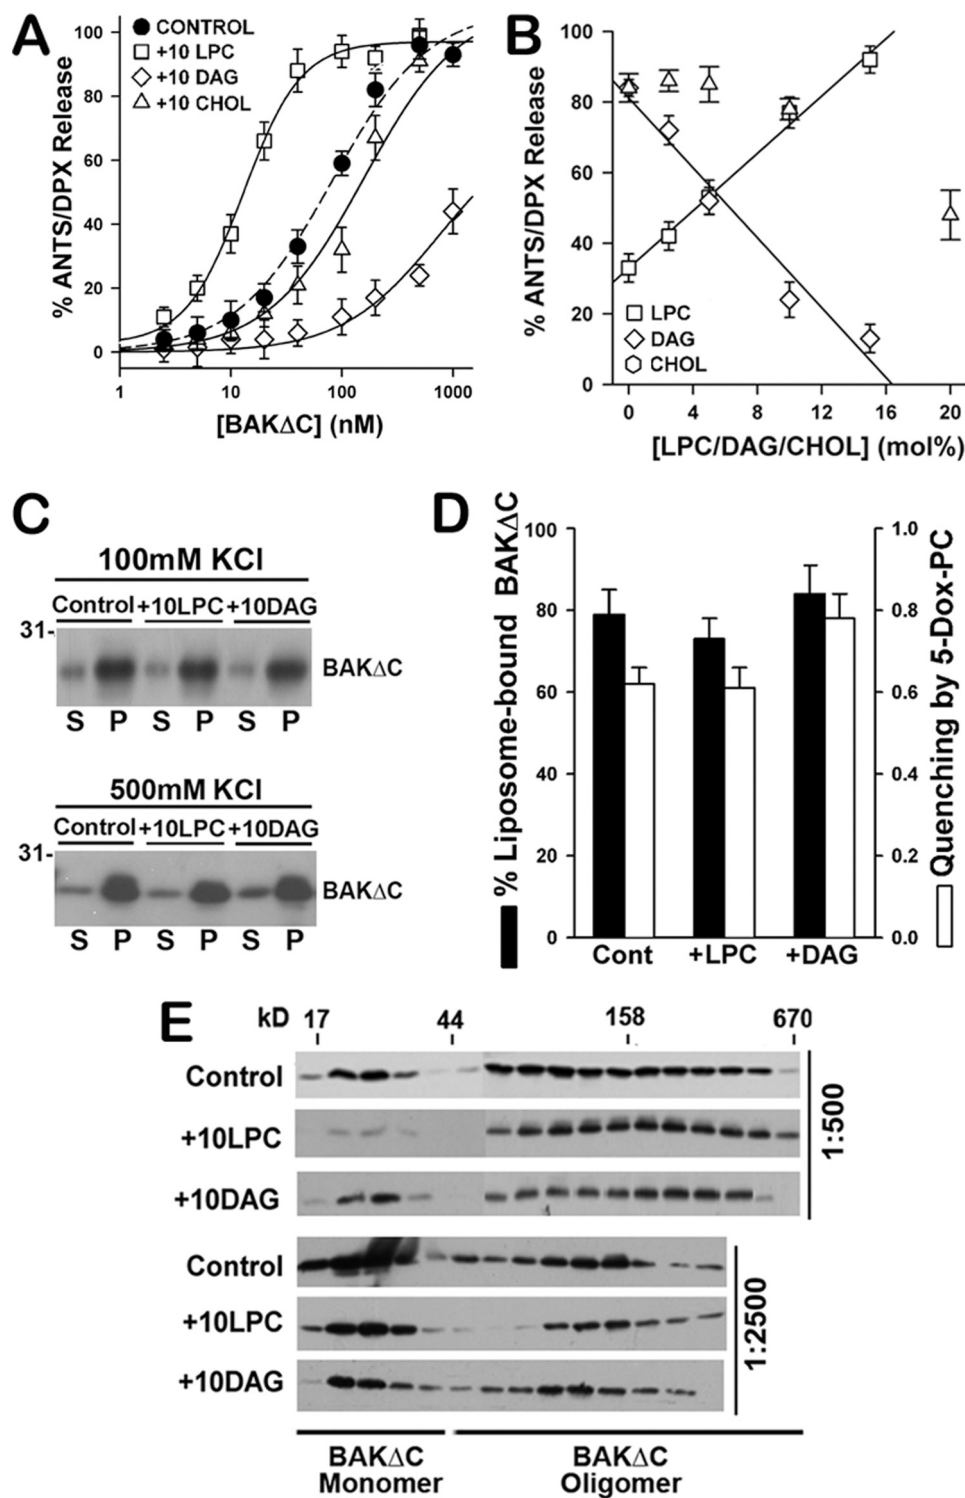 A
CONTROL
+10 LPC
+10 DAG
+10 CHOL
% ANTS/DPX Release
100
80
60
40
20
0
1
10
100
1000
[BAKΔC] (nM)
B
% ANTS/DPX Release
100
80
60
40
20
0
LPC
DAG
CHOL
0
4
8
12
16
20
[LPC/DAG/CHOL] (mol%)
C
100mM KCl
Control +10LPC +10DAG
31-
BAKΔC
S P S P S P
500mM KCl
Control +10LPC +10DAG
31-
BAKΔC
S P S P S P
D
% Liposome-bound BAKΔC
100
80
60
40
20
0
1.0
0.8
0.6
0.4
0.2
0.0
Quenching by 5-Dox-PC
Cont +LPC +DAG
E
kD 17 44 158 670
Control
+10LPC
+10DAG
1:500
Control
+10LPC
+10DAG
1:2500
BAKΔC
Monomer
BAKΔC
Oligomer